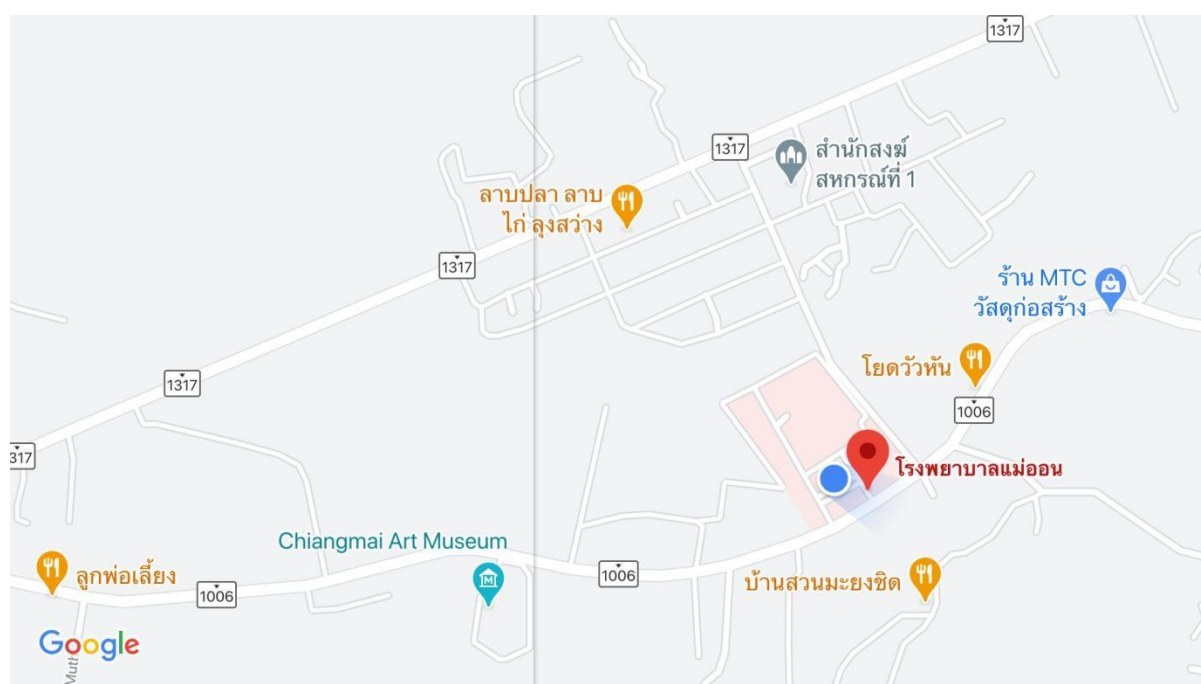 1317
1317
สำนักสงฆ์
สหกรณ์ที่ 1
ลาบปลา ลาบ
ไก่ ลุงสว่าง
1317
ร้าน MTC
วัสดุก่อสร้าง
โยดวัวหัน
1317
1006
317
โรงพยาบาลแม่ออน
Chiangmai Art Museum
ลูกพ่อเลี้ยง
1006
1006
บ้านสวนมะยงชิด
Google
Muth